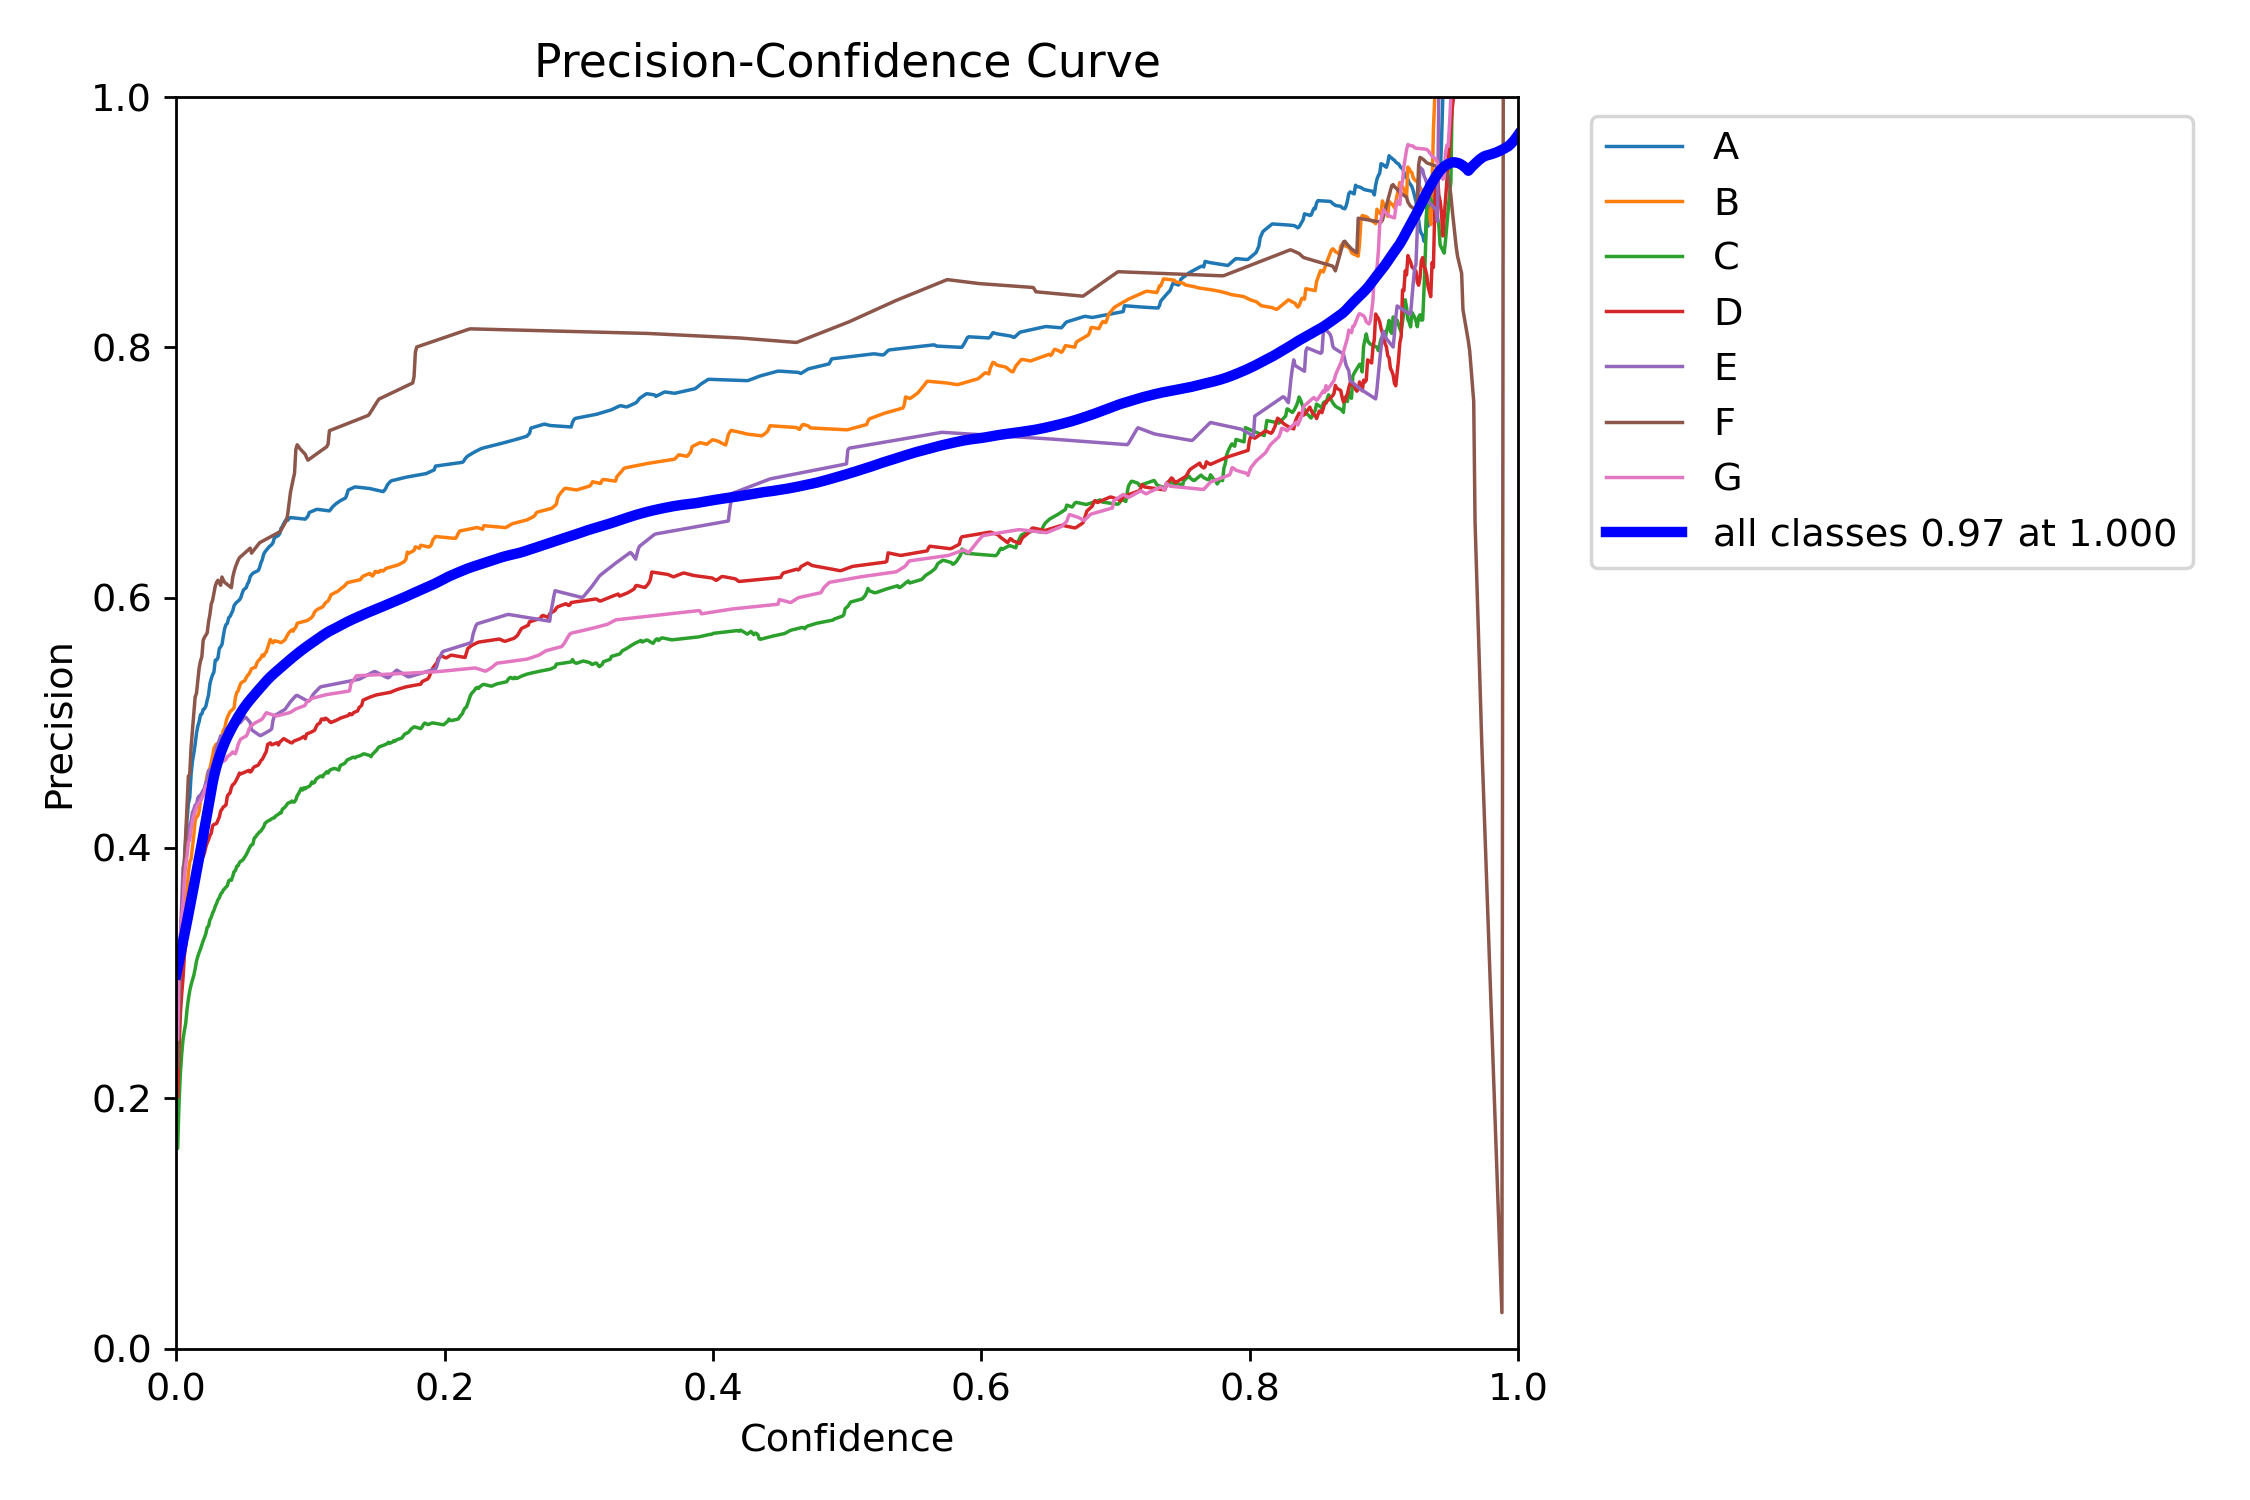 Precision-Confidence Curve
1.0
0.8
0.6
0.4
0.2
0.0
Precision
0.0 0.2 0.4 0.6 0.8 1.0
Confidence
A
B
C
D
E
F
G
all classes 0.97 at 1.000